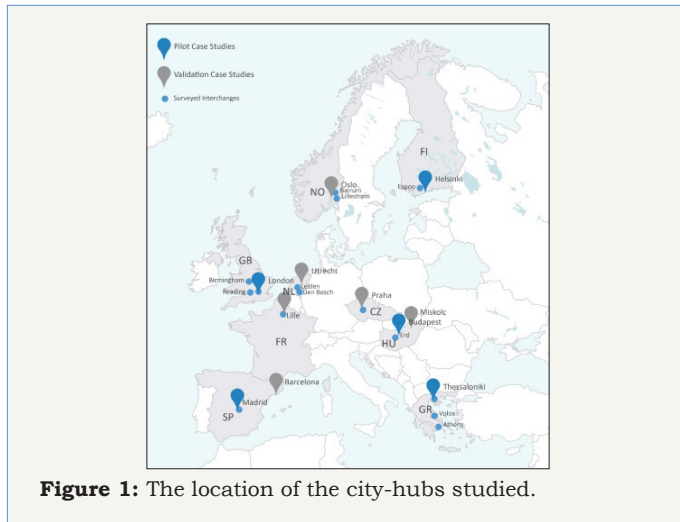 Pilot Case Studies
Validation Case Studies
Surveyed Interchanges
FI
Helsinki
Espoo
NO
Oslo
Bærum
Lillestrøm
GB
Birmingham
London
Reading
Utrecht
NL
Leiden
Den Bosch
Lille
Praha
CZ
Miskolc
Budapest
Erd
HU
FR
Barcelona
Madrid
SP
Thessaloniki
GR
Volos
Athens
Figure 1: The location of the city-hubs studied.